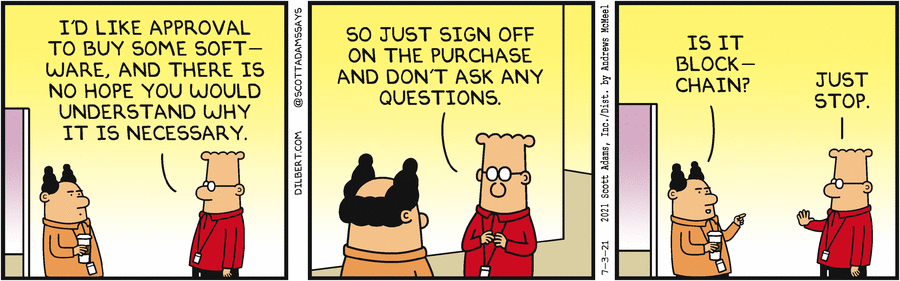 I'D LIKE APPROVAL
TO BUY SOME SOFT-
WARE, AND THERE IS
NO HOPE YOU WOULD
UNDERSTAND WHY
IT IS NECESSARY.
DILBERT.COM @SCOTTADAMSSAYS
SO JUST SIGN OFF
ON THE PURCHASE
AND DON'T ASK ANY
QUESTIONS.
7-3-21 2021 Scott Adams, Inc./Dist. by Andrews McMeel
IS IT
BLOCK-
CHAIN?
JUST
STOP.